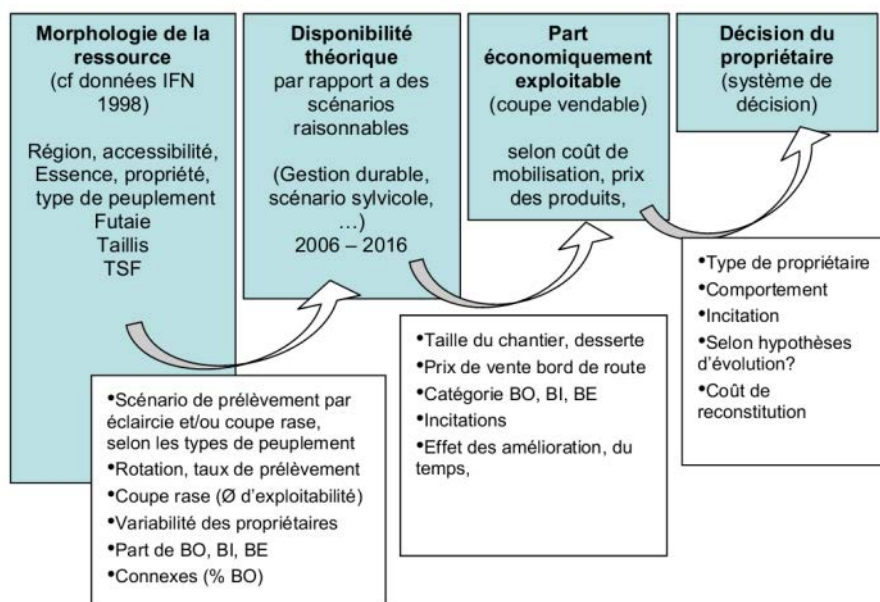 Morphologie de la
ressource
(cf données IFN
1998)
Région, accessibilité,
Essence, propriété,
type de peuplement
Futaie
Taillis
TSF
Disponibilité
théorique
par rapport a des
scénarios
raisonnables
(Gestion durable,
scénario sylvicole,
…)
2006 – 2016
Part
économiquement
exploitable
(coupe vendable)
selon coût de
mobilisation, prix
des produits,
Décision du
propriétaire
(système de
décision)
•Scénario de prélèvement par
éclaircie et/ou coupe rase,
selon les types de peuplement
•Rotation, taux de prélèvement
•Coupe rase (Ø d'exploitabilité)
•Variabilité des propriétaires
•Part de BO, BI, BE
•Connexes (% BO)
•Taille du chantier, desserte
•Prix de vente bord de route
•Catégorie BO, BI, BE
•Incitations
•Effet des amélioration, du
temps,
•Type de propriétaire
•Comportement
•Incitation
•Selon hypothèses
d'évolution?
•Coût de
reconstitution